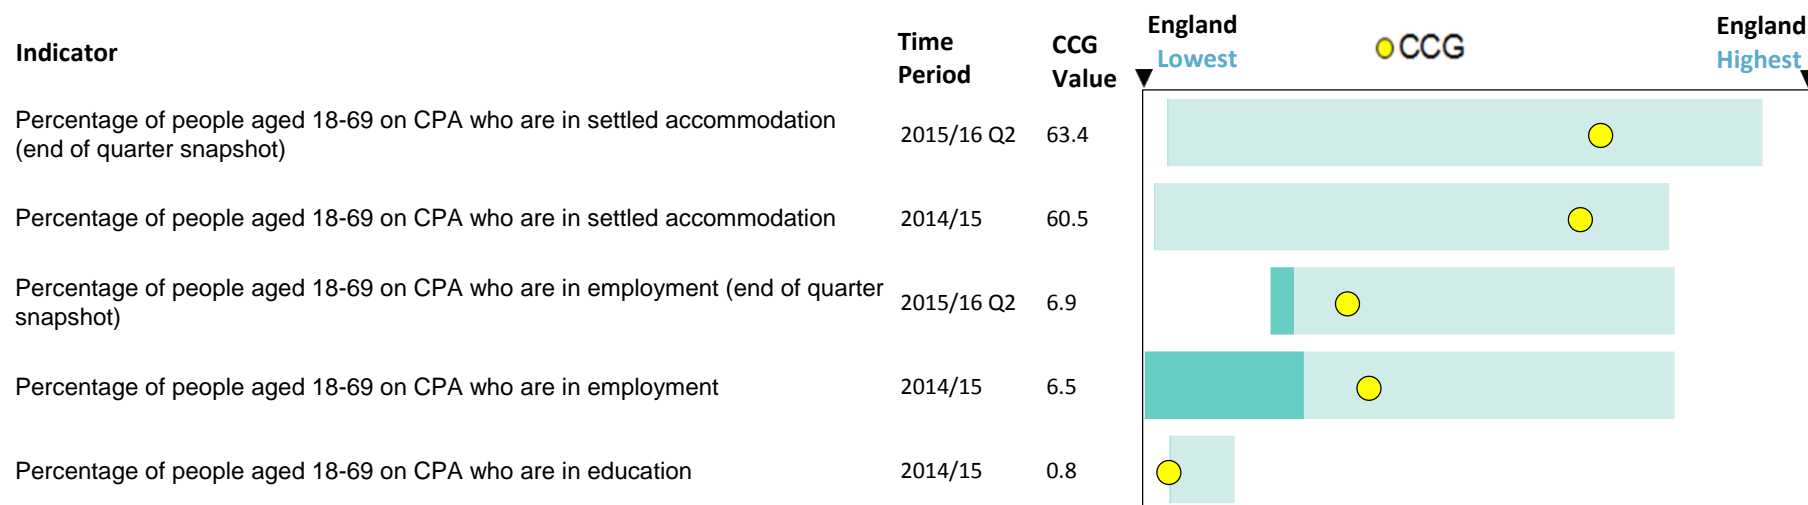 Indicator
Time Period
CCG Value
England Lowest
CCG
England Highest
Percentage of people aged 18-69 on CPA who are in settled accommodation
(end of quarter snapshot)
2015/16 Q2
63.4
Percentage of people aged 18-69 on CPA who are in settled accommodation
2014/15
60.5
Percentage of people aged 18-69 on CPA who are in employment (end of quarter
snapshot)
2015/16 Q2
6.9
Percentage of people aged 18-69 on CPA who are in employment
2014/15
6.5
Percentage of people aged 18-69 on CPA who are in education
2014/15
0.8